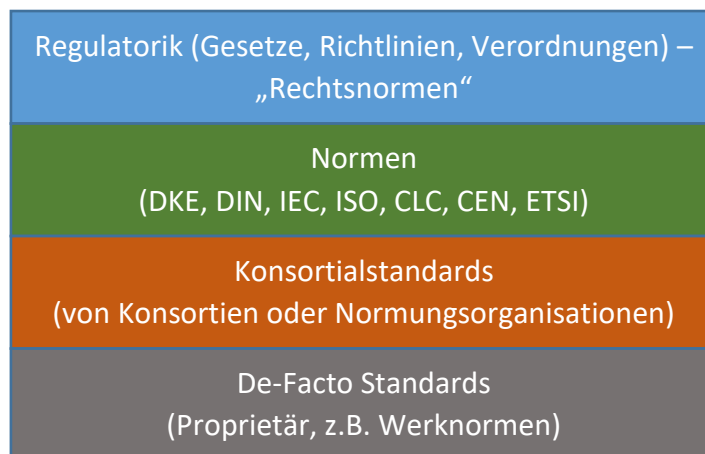 Regulatorik (Gesetze, Richtlinien, Verordnungen) –
„Rechtsnormen“
Normen
(DKE, DIN, IEC, ISO, CLC, CEN, ETSI)
Konsortialstandards
(von Konsortien oder Normungsorganisationen)
De-Facto Standards
(Proprietär, z.B. Werknormen)